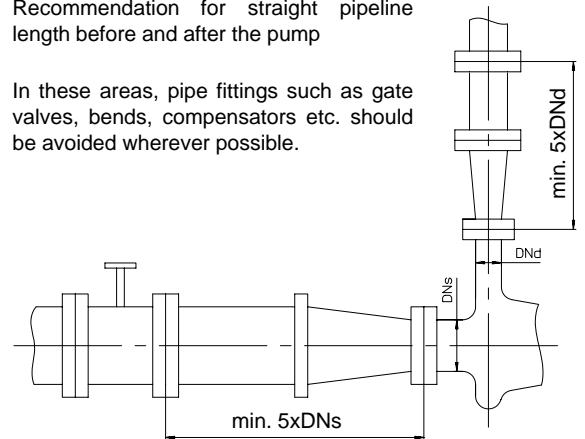 Recommendation for straight pipeline
length before and after the pump
In these areas, pipe fittings such as gate
valves, bends, compensators etc. should
be avoided wherever possible.
min. 5xDNd
DNd
DNs
min. 5xDNs